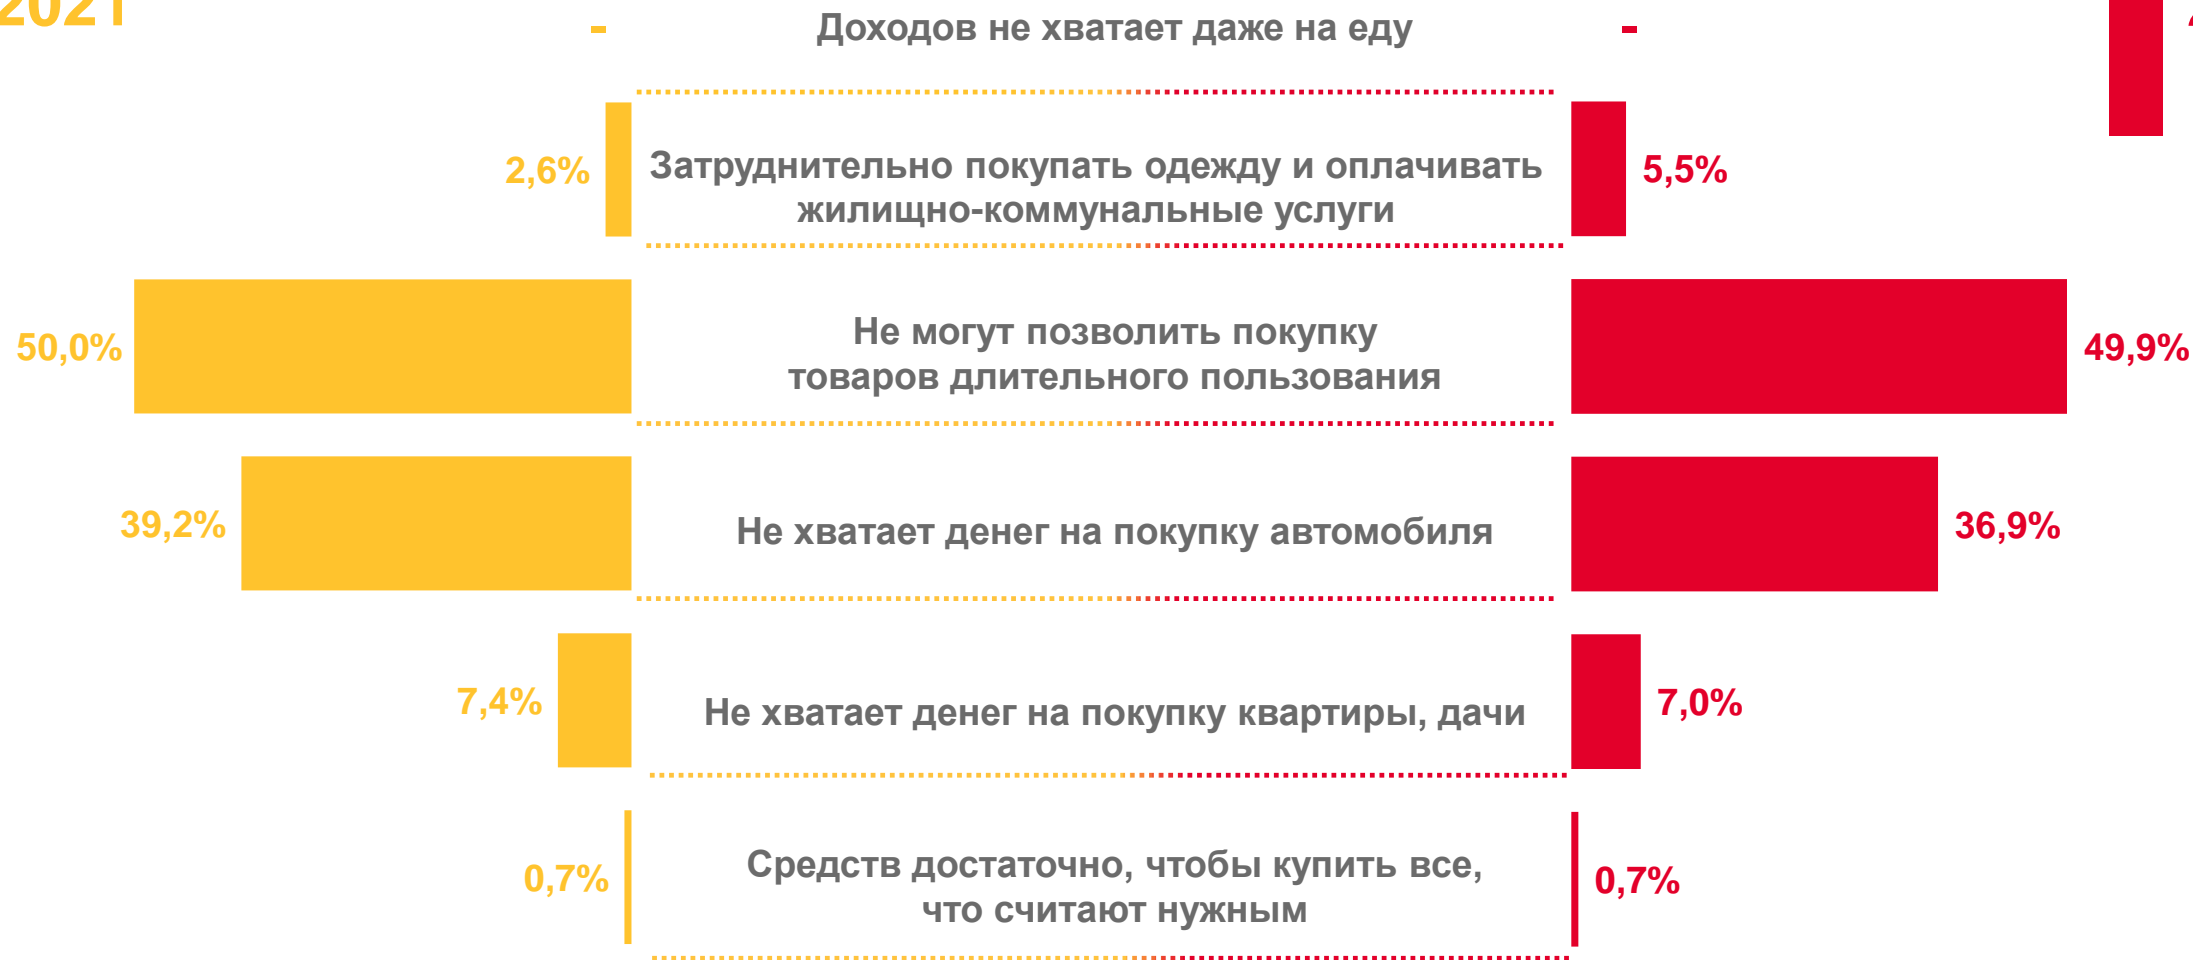 2021
- Доходов не хватает даже на еду -
2,6% Затруднительно покупать одежду и оплачивать 5,5%
жилищно-коммунальные услуги
Не могут позволить покупку
50,0% 49,9%
товаров длительного пользования
39,2% Не хватает денег на покупку автомобиля 36,9%
7,4% Не хватает денег на покупку квартиры, дачи 7,0%
Средств достаточно, чтобы купить все,
0,7% 0,7%
что считают нужным